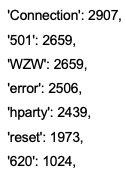 'Connection': 2907,
'501': 2659,
'WZW': 2659,
'error': 2506,
'hparty': 2439,
'reset': 1973,
'620': 1024,